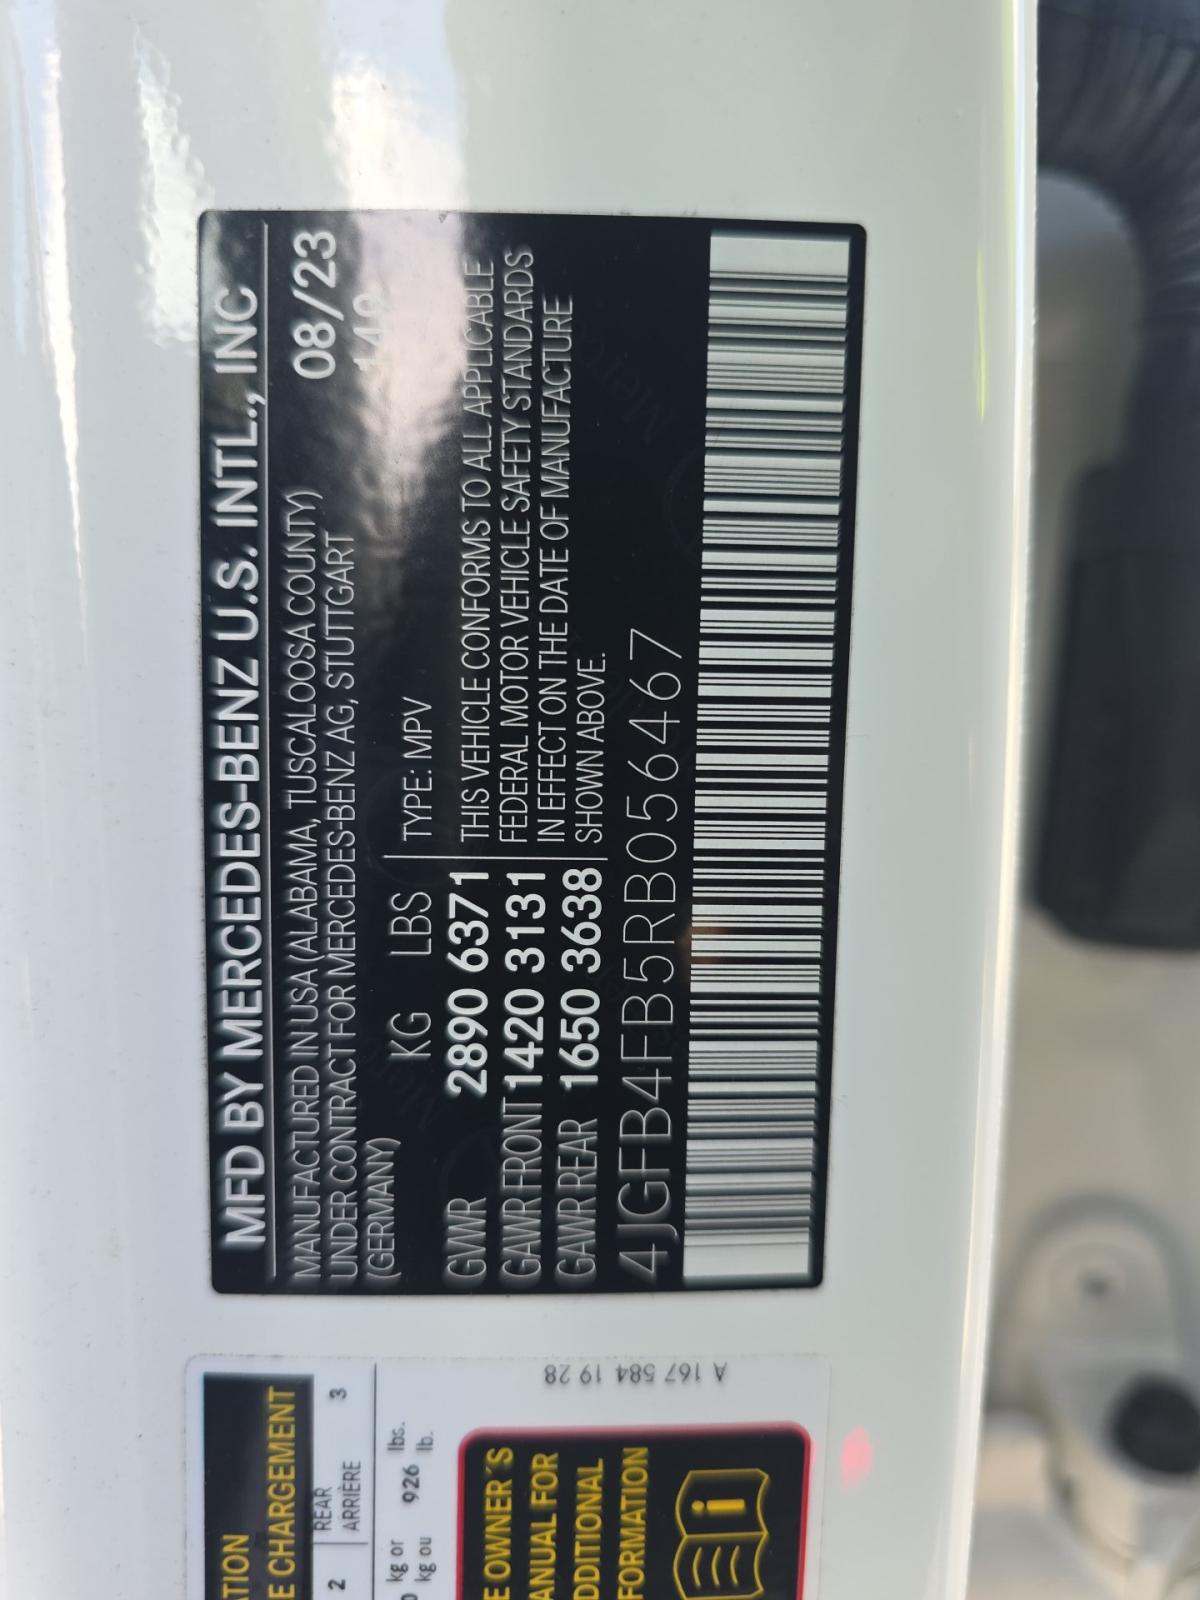 MFD BY MERCEDES-BENZ U.S. INTL., INC
MANUFACTURED IN USA (ALABAMA, TUSCALOOSA COUNTY) 08/23
UNDER CONTRACT FOR MERCEDES-BENZ AG, STUTTGART 149
(GERMANY)
KG LBS TYPE: MPV
GVWR 2890 6371 THIS VEHICLE CONFORMS TO ALL APPLICABLE
GAWR FRONT 1420 3131 FEDERAL MOTOR VEHICLE SAFETY STANDARDS
IN EFFECT ON THE DATE OF MANUFACTURE
GAWR REAR 1650 3638 SHOWN ABOVE.
4JGFB4FB5RB056467
E CHARGEMENT
2 REAR 3
ARRIÈRE
kg or lbs.
kg ou 926 lb.
A 167 584 19 28
OWNER'S
FOR